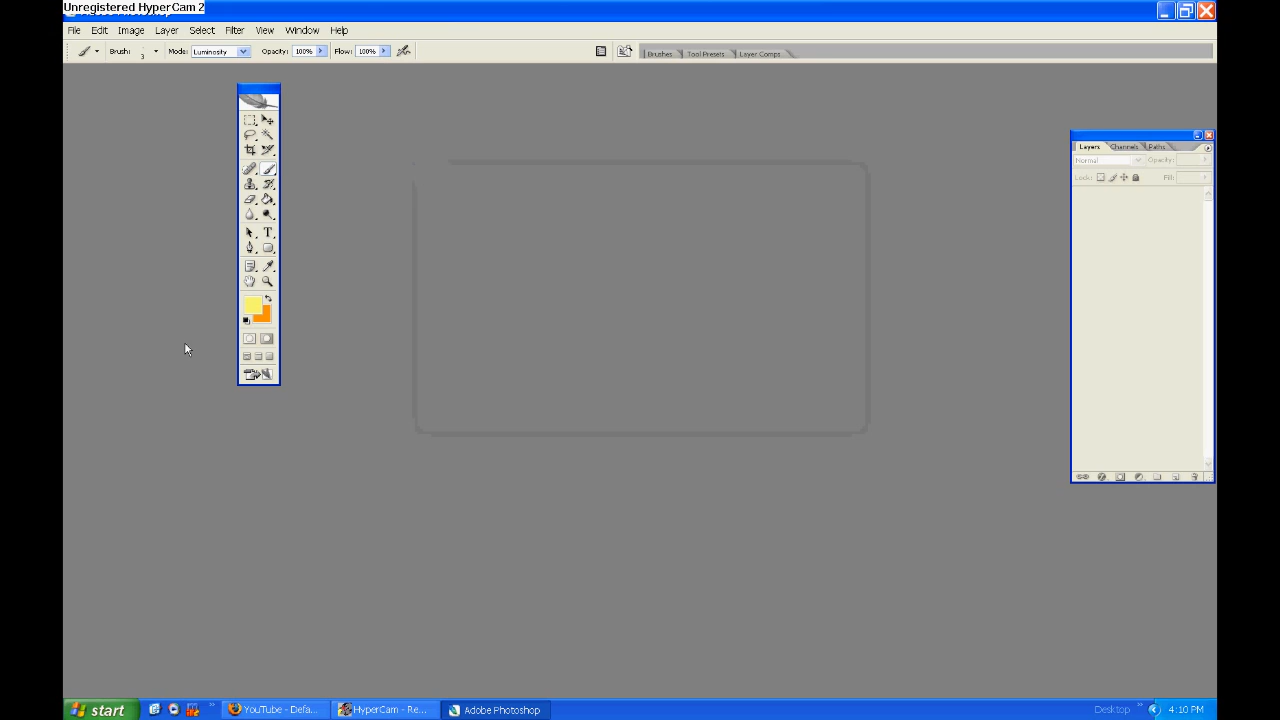 Unregistered HyperCam 2
File Edit Image Layer Select Filter View Window Help
Brush: 3 Mode: Luminosity Opacity: 100% Flow: 100% Brushes Tool Presets Layer Comps
Layers Channels Paths
Normal Opacity:
Lock: Fill:
T
start YouTube - Defa... HyperCam - Re... Adobe Photoshop Desktop 4:10 PM